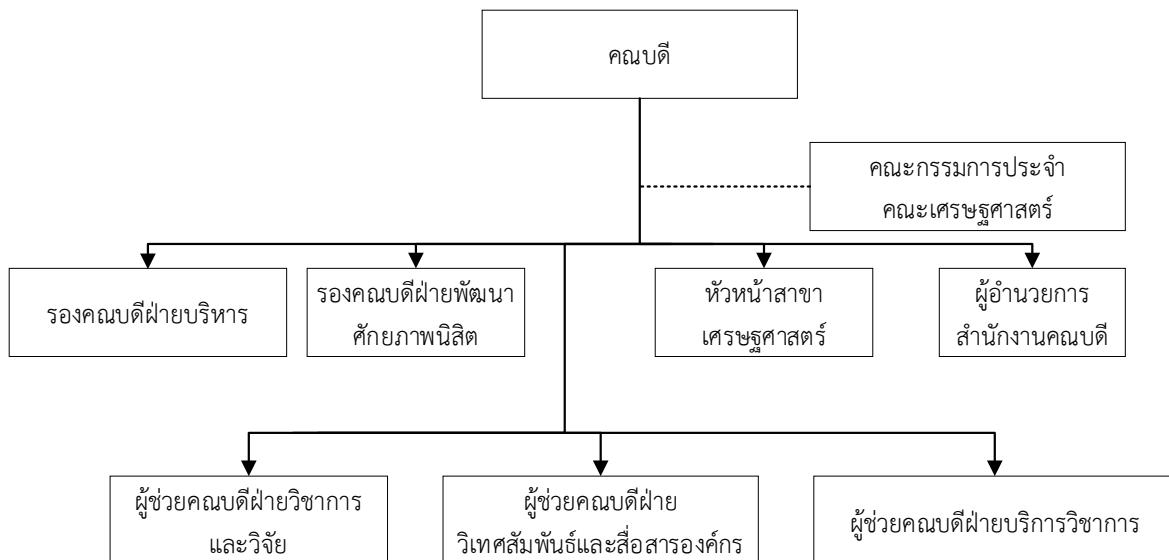 คณบดี
คณะกรรมการประจำ
คณะเศรษฐศาสตร์
รองคณบดีฝ่ายบริหาร
รองคณบดีฝ่ายพัฒนา
ศักยภาพนิสิต
หัวหน้าสาขา
เศรษฐศาสตร์
ผู้อำนวยการ
สำนักงานคณบดี
ผู้ช่วยคณบดีฝ่ายวิชาการ
และวิจัย
ผู้ช่วยคณบดีฝ่าย
วิเทศสัมพันธ์และสื่อสารองค์กร
ผู้ช่วยคณบดีฝ่ายบริการวิชาการ